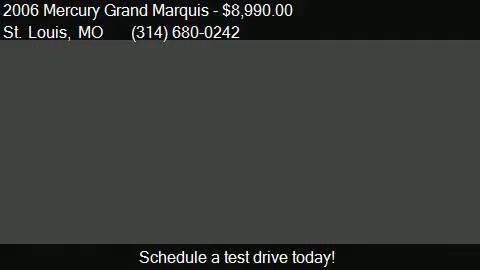 2006 Mercury Grand Marquis - $8,990.00
St. Louis, MO (314) 680-0242
Schedule a test drive today!